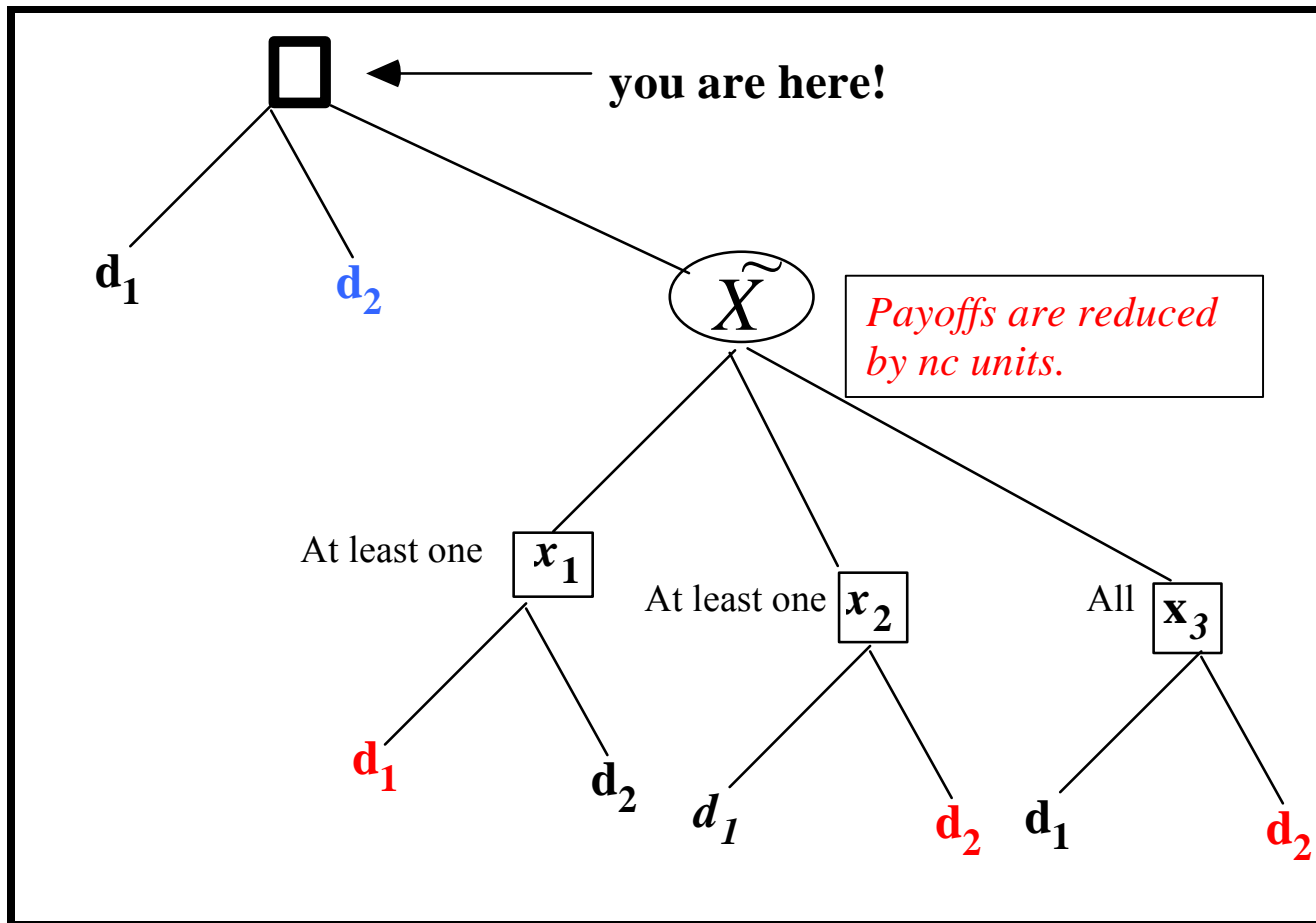 you are here!
d₁
d₂
X̃
Payoffs are reduced
by nc units.
At least one x₁
At least one x₂
All x₃
d₁
d₂
d₁
d₂
d₁
d₂